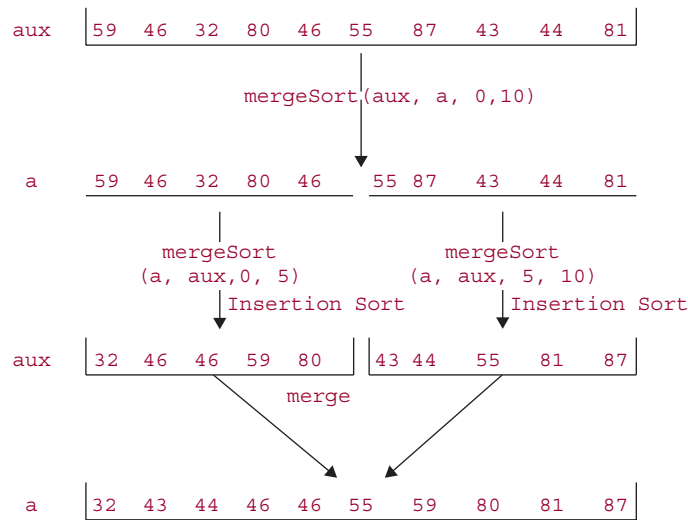 aux 59 46 32 80 46 55 87 43 44 81
mergeSort(aux, a, 0,10)
a 59 46 32 80 46 55 87 43 44 81
mergeSort
(a, aux,0, 5)
mergeSort
(a, aux, 5, 10)
Insertion Sort
Insertion Sort
aux 32 46 46 59 80 43 44 55 81 87
merge
a 32 43 44 46 46 55 59 80 81 87